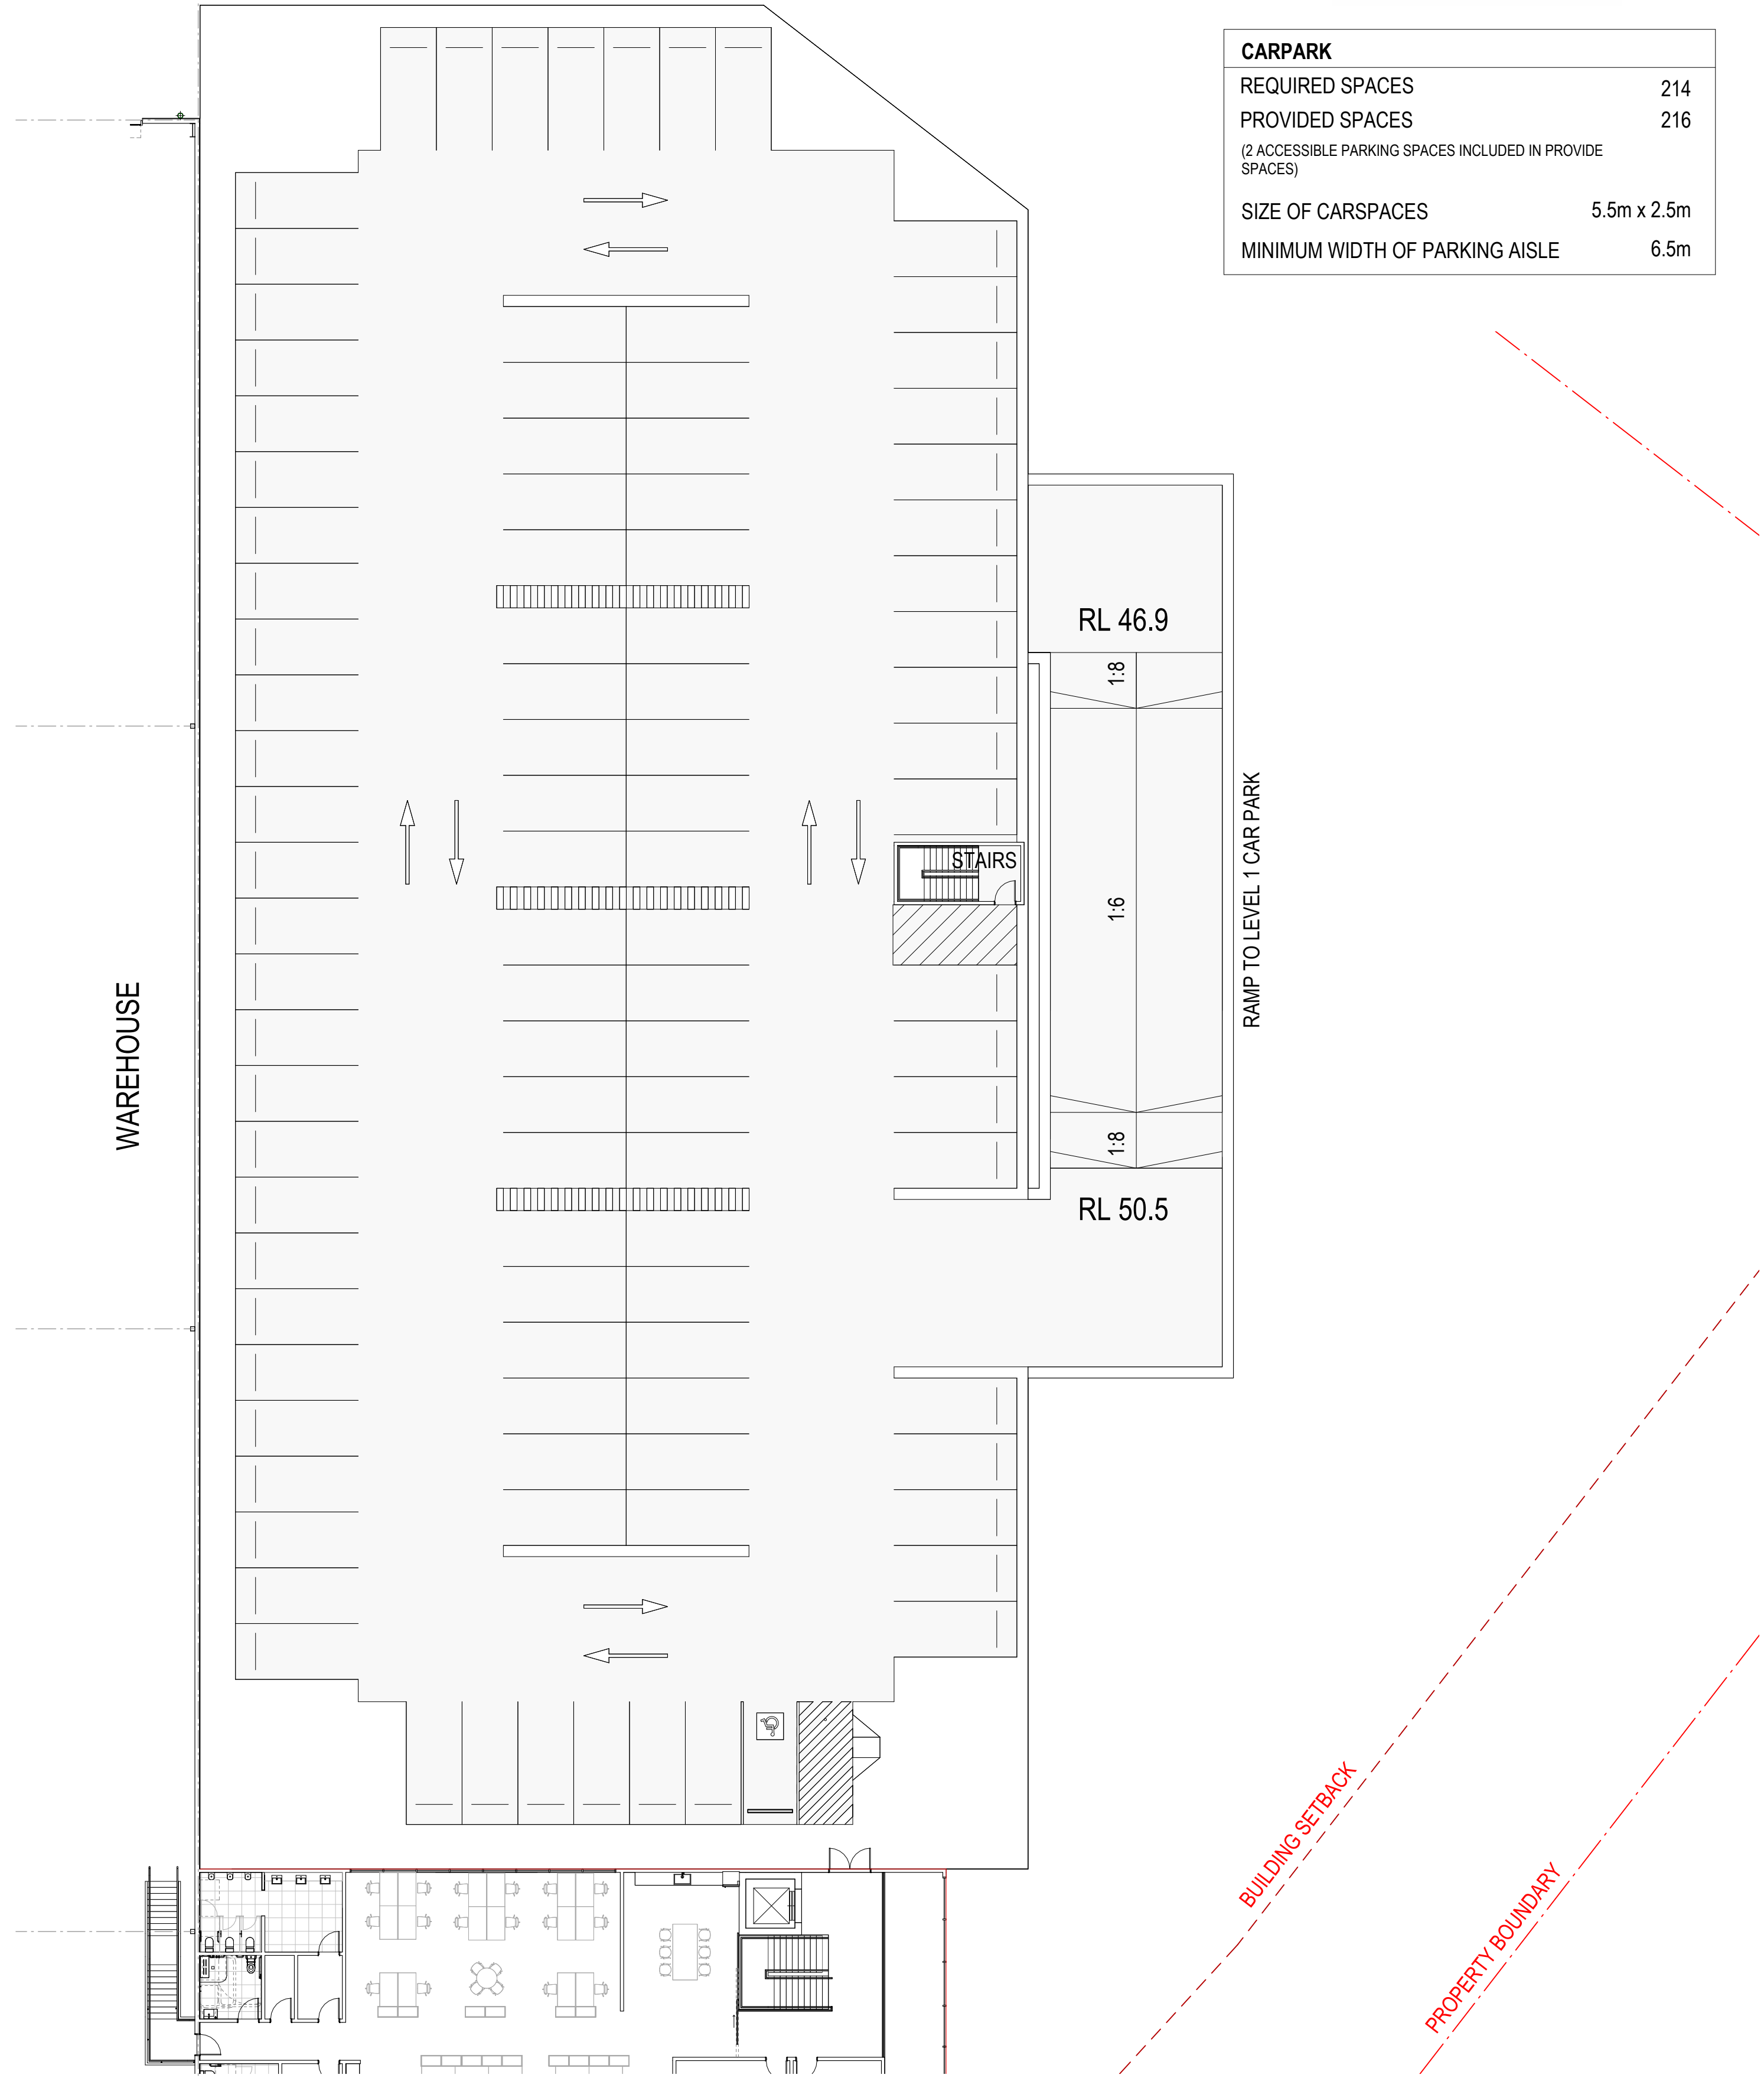 CARPARK
REQUIRED SPACES 214
PROVIDED SPACES 216
(2 ACCESSIBLE PARKING SPACES INCLUDED IN PROVIDE
SPACES)
SIZE OF CARSPACES 5.5m x 2.5m
MINIMUM WIDTH OF PARKING AISLE 6.5m
RL 46.9
1:8
STAIRS
1:6
RAMP TO LEVEL 1 CAR PARK
WAREHOUSE
1:8
RL 50.5
BUILDING SETBACK
PROPERTY BOUNDARY